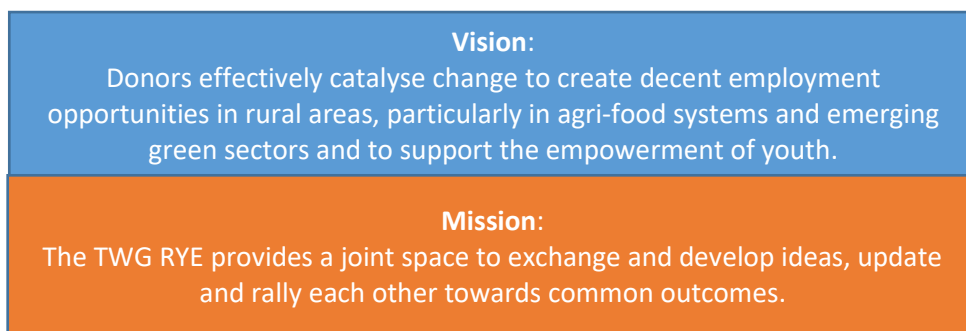 Vision:
Donors effectively catalyse change to create decent employment
opportunities in rural areas, particularly in agri-food systems and emerging
green sectors and to support the empowerment of youth.
Mission:
The TWG RYE provides a joint space to exchange and develop ideas, update
and rally each other towards common outcomes.